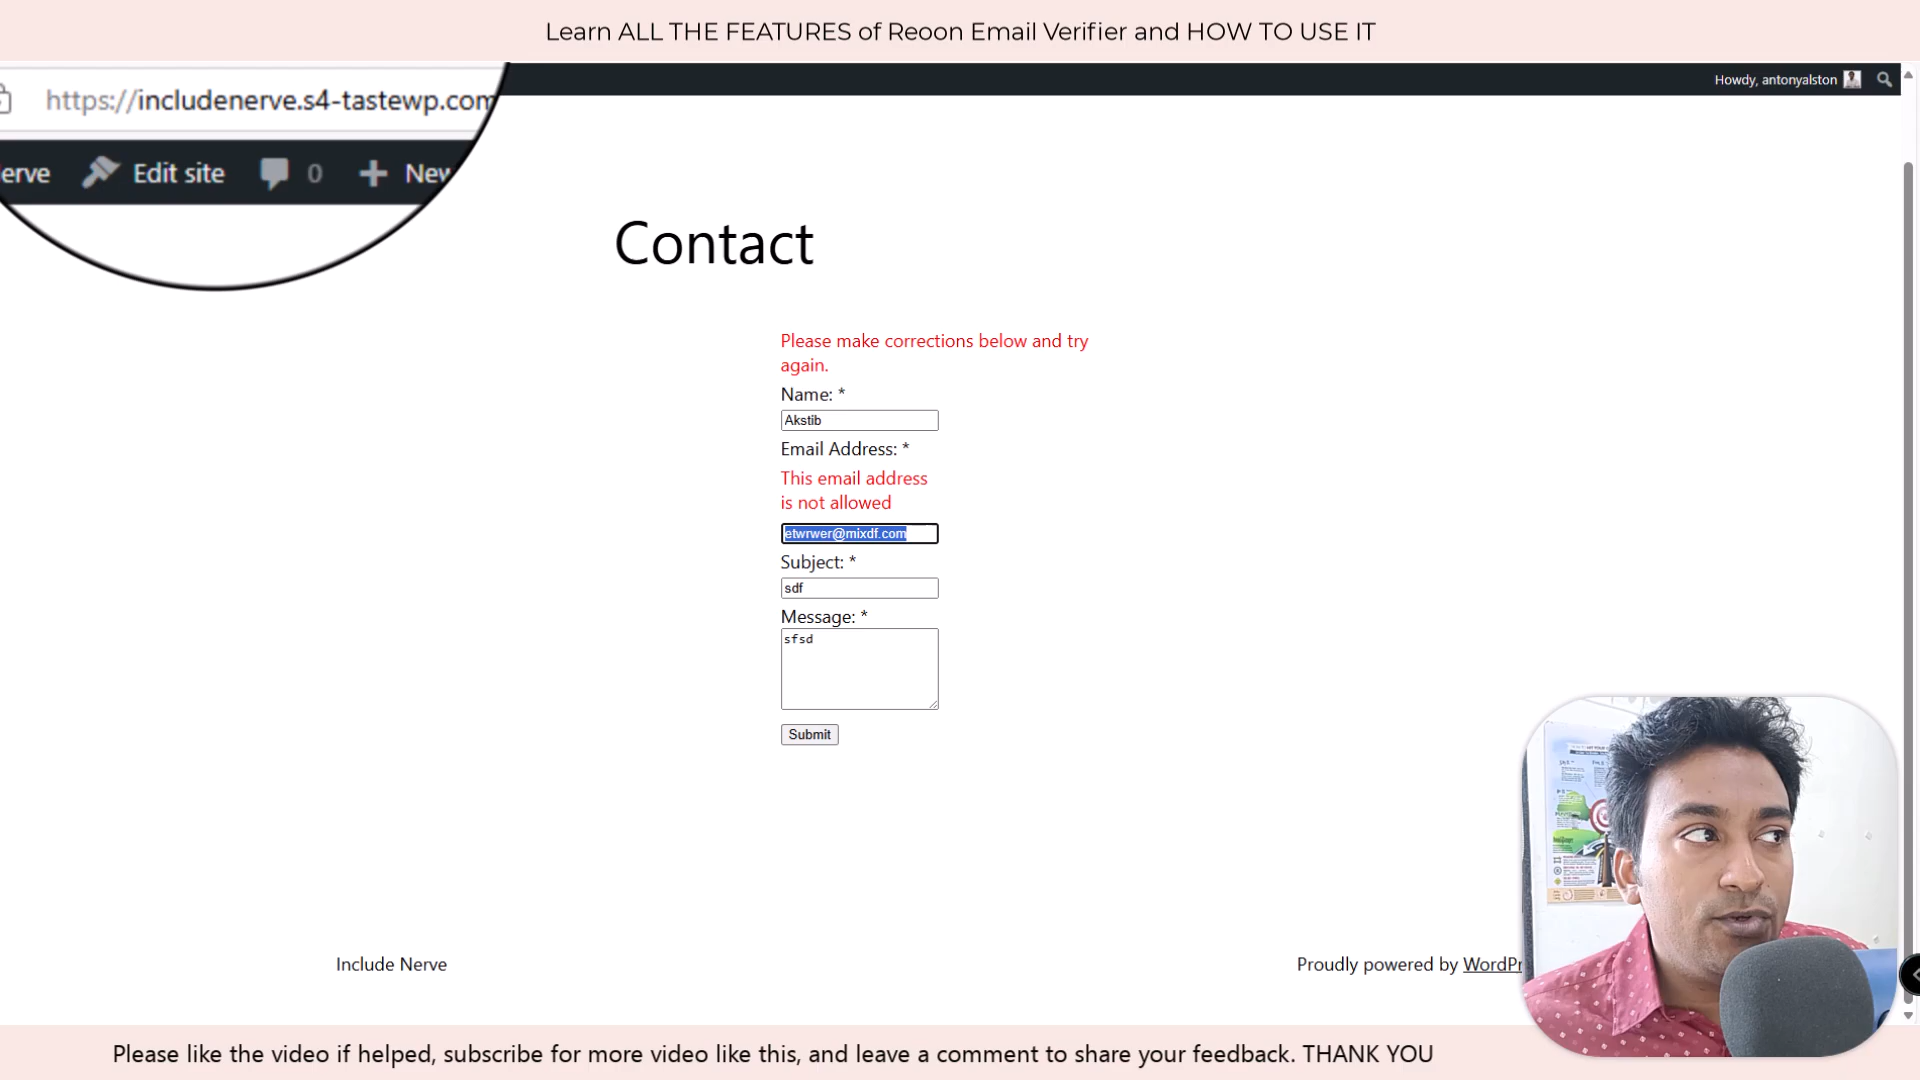 Learn ALL THE FEATURES of Reoon Email Verifier and HOW TO USE IT
Howdy, antonyalston
https://includenerve.s4-tastewp.com
erve Edit site 0 New
Contact
Please make corrections below and try
again.
Name: *
Akstib
Email Address: *
This email address
is not allowed
etwrwer@mixdf.com
Subject: *
sdf
Message: *
sfsd
Submit
Include Nerve
Proudly powered by WordPr
Please like the video if helped, subscribe for more video like this, and leave a comment to share your feedback. THANK YOU